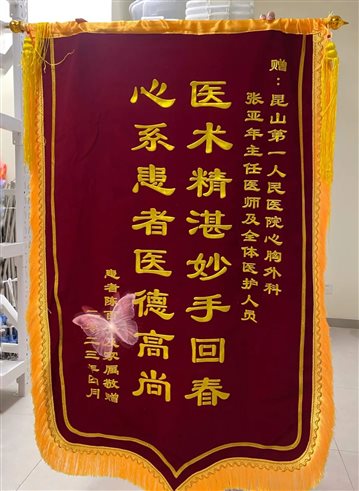 赠：昆山第一人民医院心胸外科
张亚年主任医师及全体医护人员
医术精湛妙手回春
心系患者医德高尚
患者陈 家属敬赠
二 二三年四月